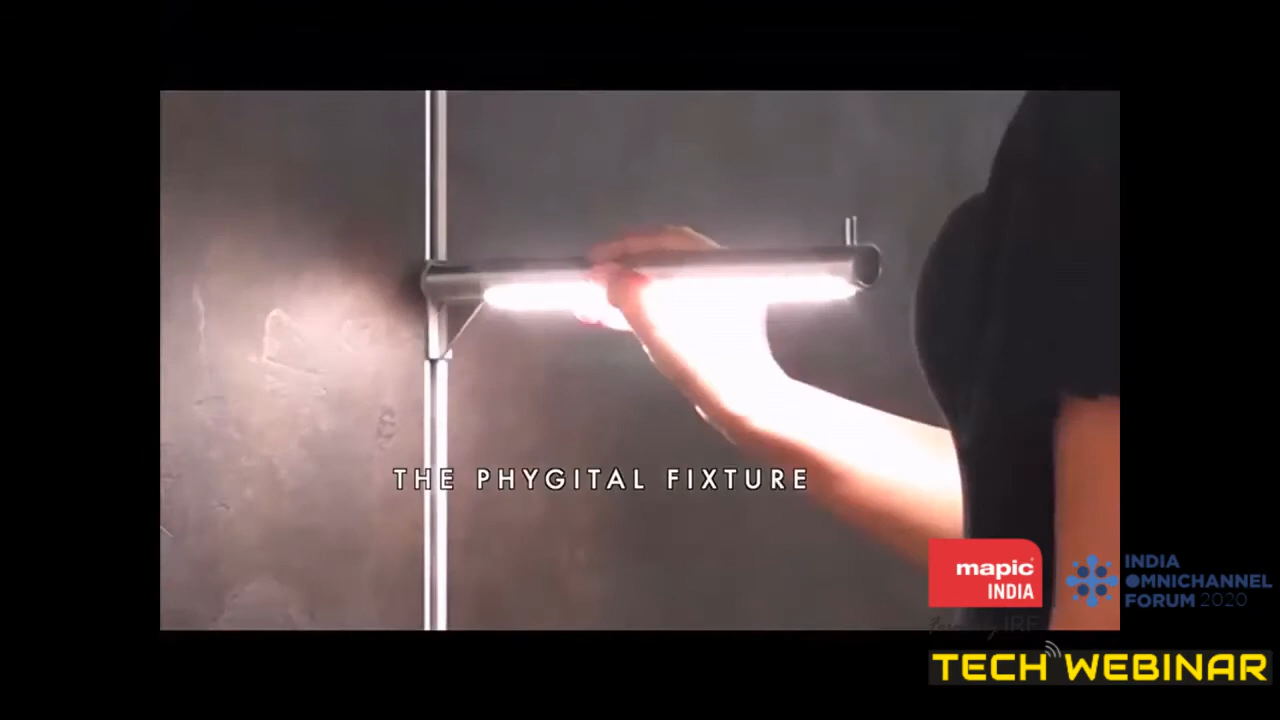 THE PHYGITAL FIXTURE
mapic
INDIA
INDIA
OMNICHANNEL
FORUM 2020
TECH WEBINAR